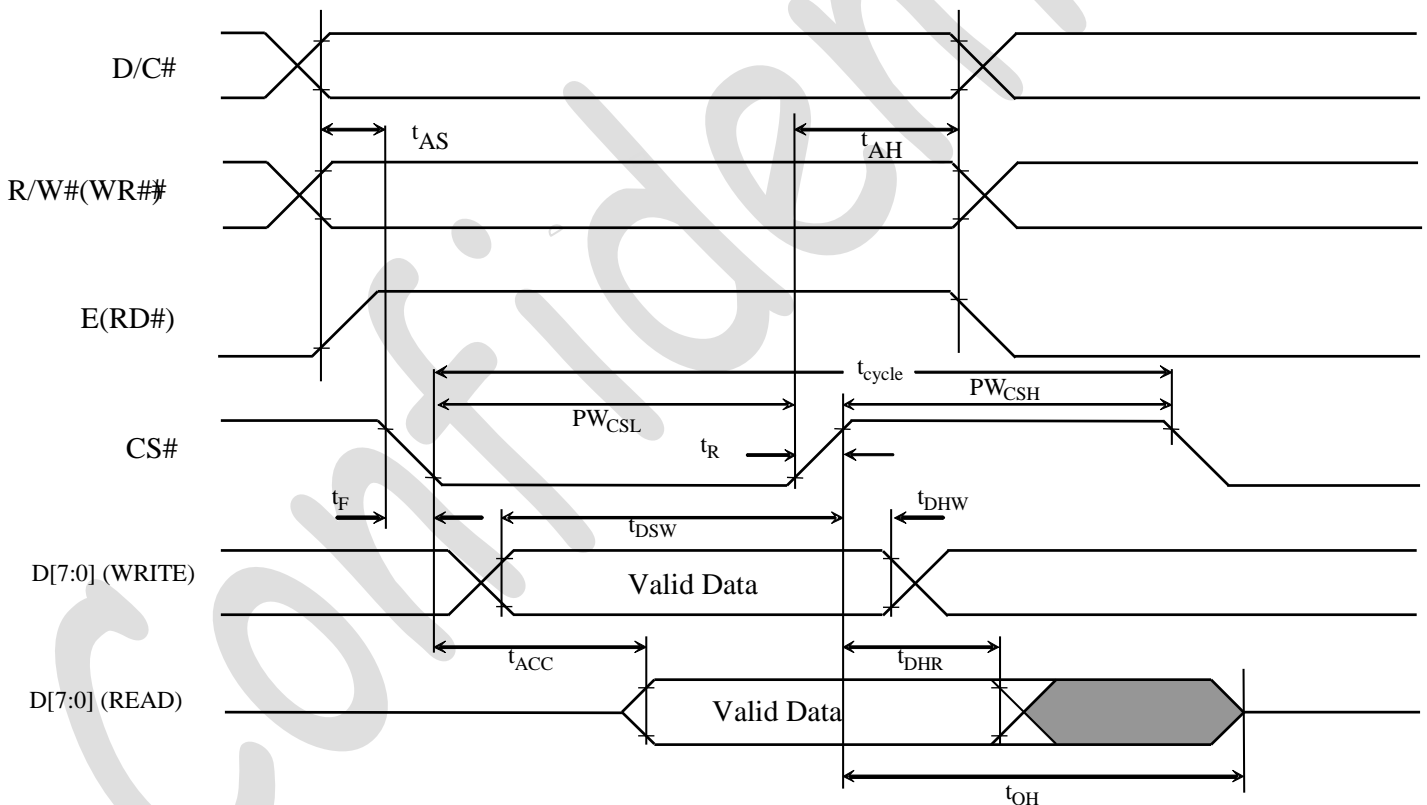 D/C#
tAS
tAH
R/W#(WR#)#
E(RD#)
tcycle
PWCSL
PWCSH
CS#
tR
tF
tDSW
tDHW
D[7:0] (WRITE)
Valid Data
tACC
tDHR
D[7:0] (READ)
Valid Data
tOH
Confiden